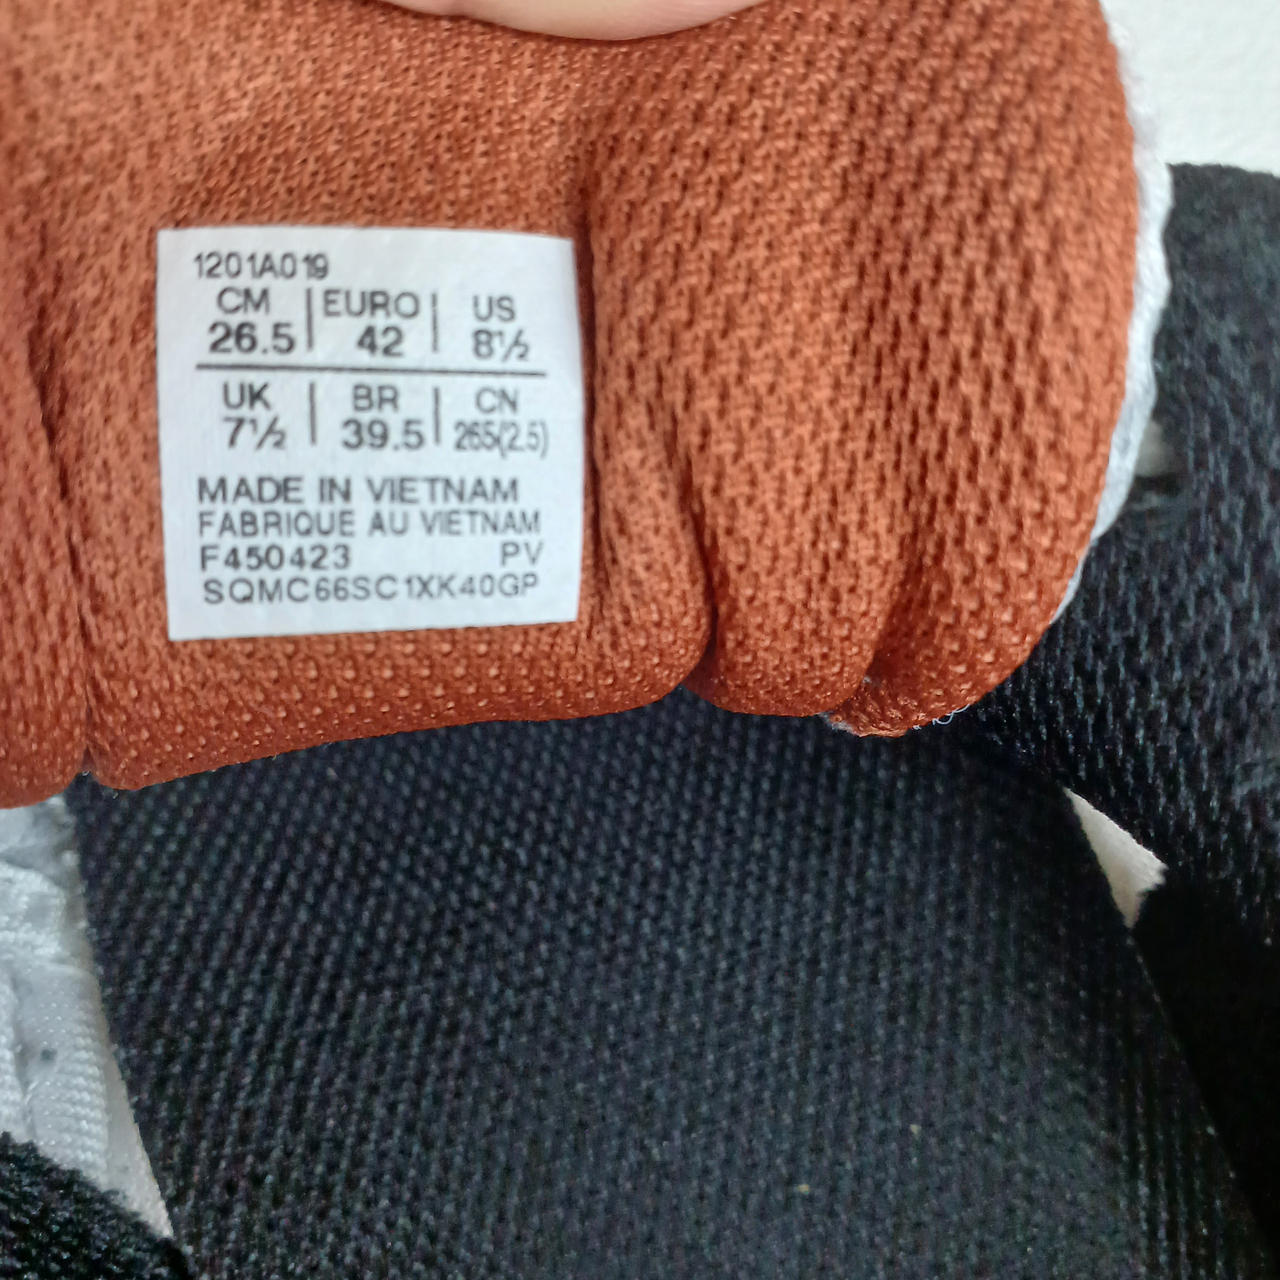 1201A019
CM | EURO | US
26.5 | 42 | 8½
UK | BR | CN
7½ | 39.5 | 265(2.5)
MADE IN VIETNAM
FABRIQUE AU VIETNAM
F450423 PV
SQMC66SC1XK40GP